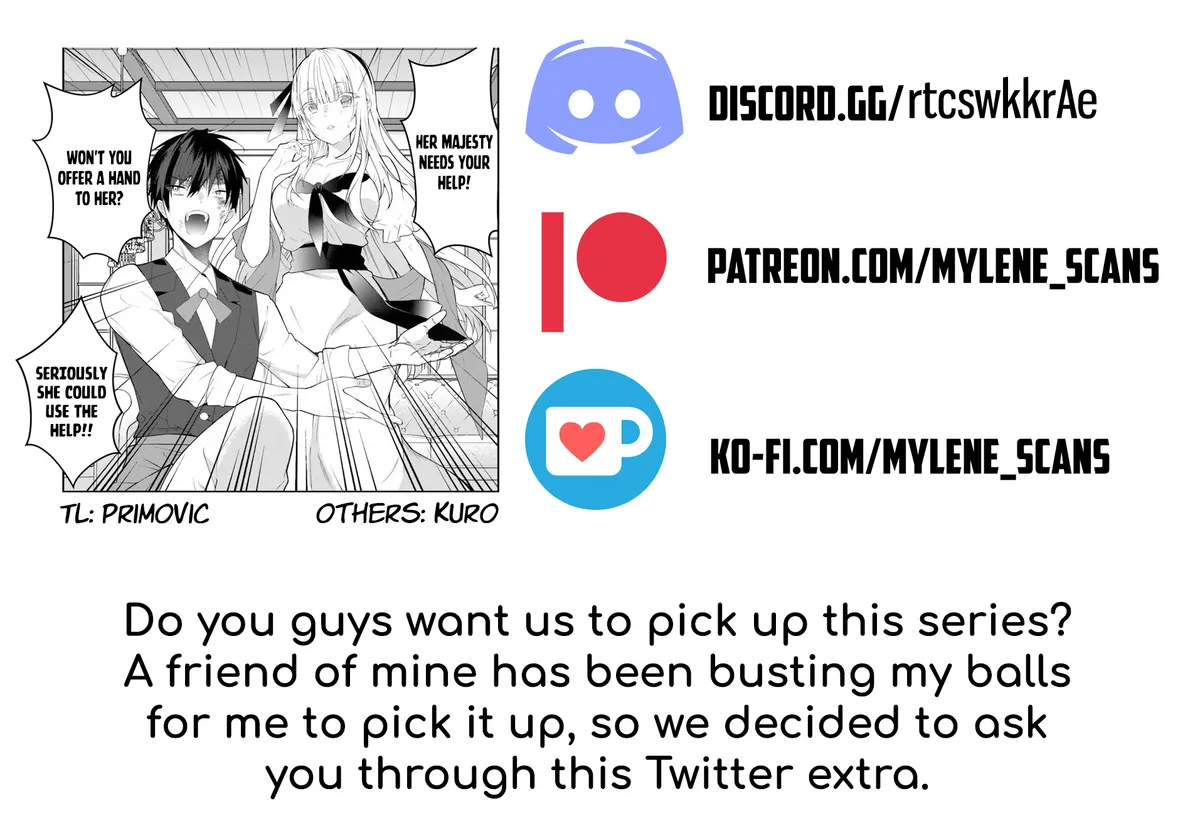 HER MAJESTY
NEEDS YOUR
HELP!
WON'T YOU
OFFER A HAND
TO HER?
SERIOUSLY
SHE COULD
USE THE
HELP!!
TL: PRIMOVIC
OTHERS: KURO
DISCORD.GG/rtcswkkrAe
PATREON.COM/MYLENE_SCANS
KO-FI.COM/MYLENE_SCANS
Do you guys want us to pick up this series?
A friend of mine has been busting my balls
for me to pick it up, so we decided to ask
you through this Twitter extra.